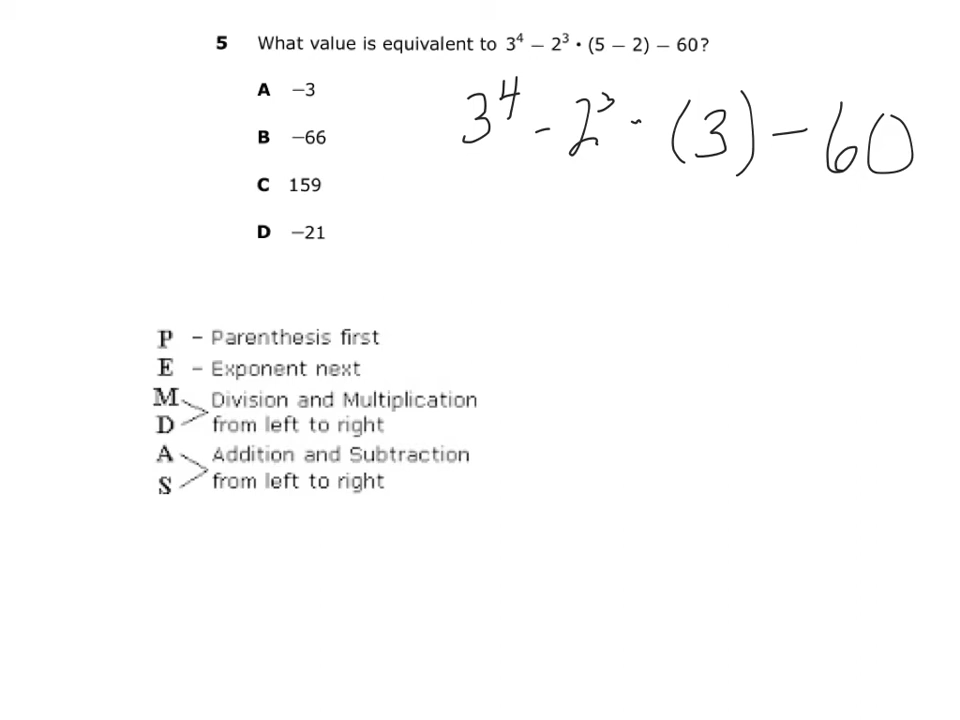 5 What value is equivalent to 3⁴ − 2³ • (5 − 2) − 60?
A −3
3⁴ - 2³ · (3) − 60
B −66
C 159
D −21
P – Parenthesis first
E – Exponent next
M Division and Multiplication
D from left to right
A Addition and Subtraction
S from left to right